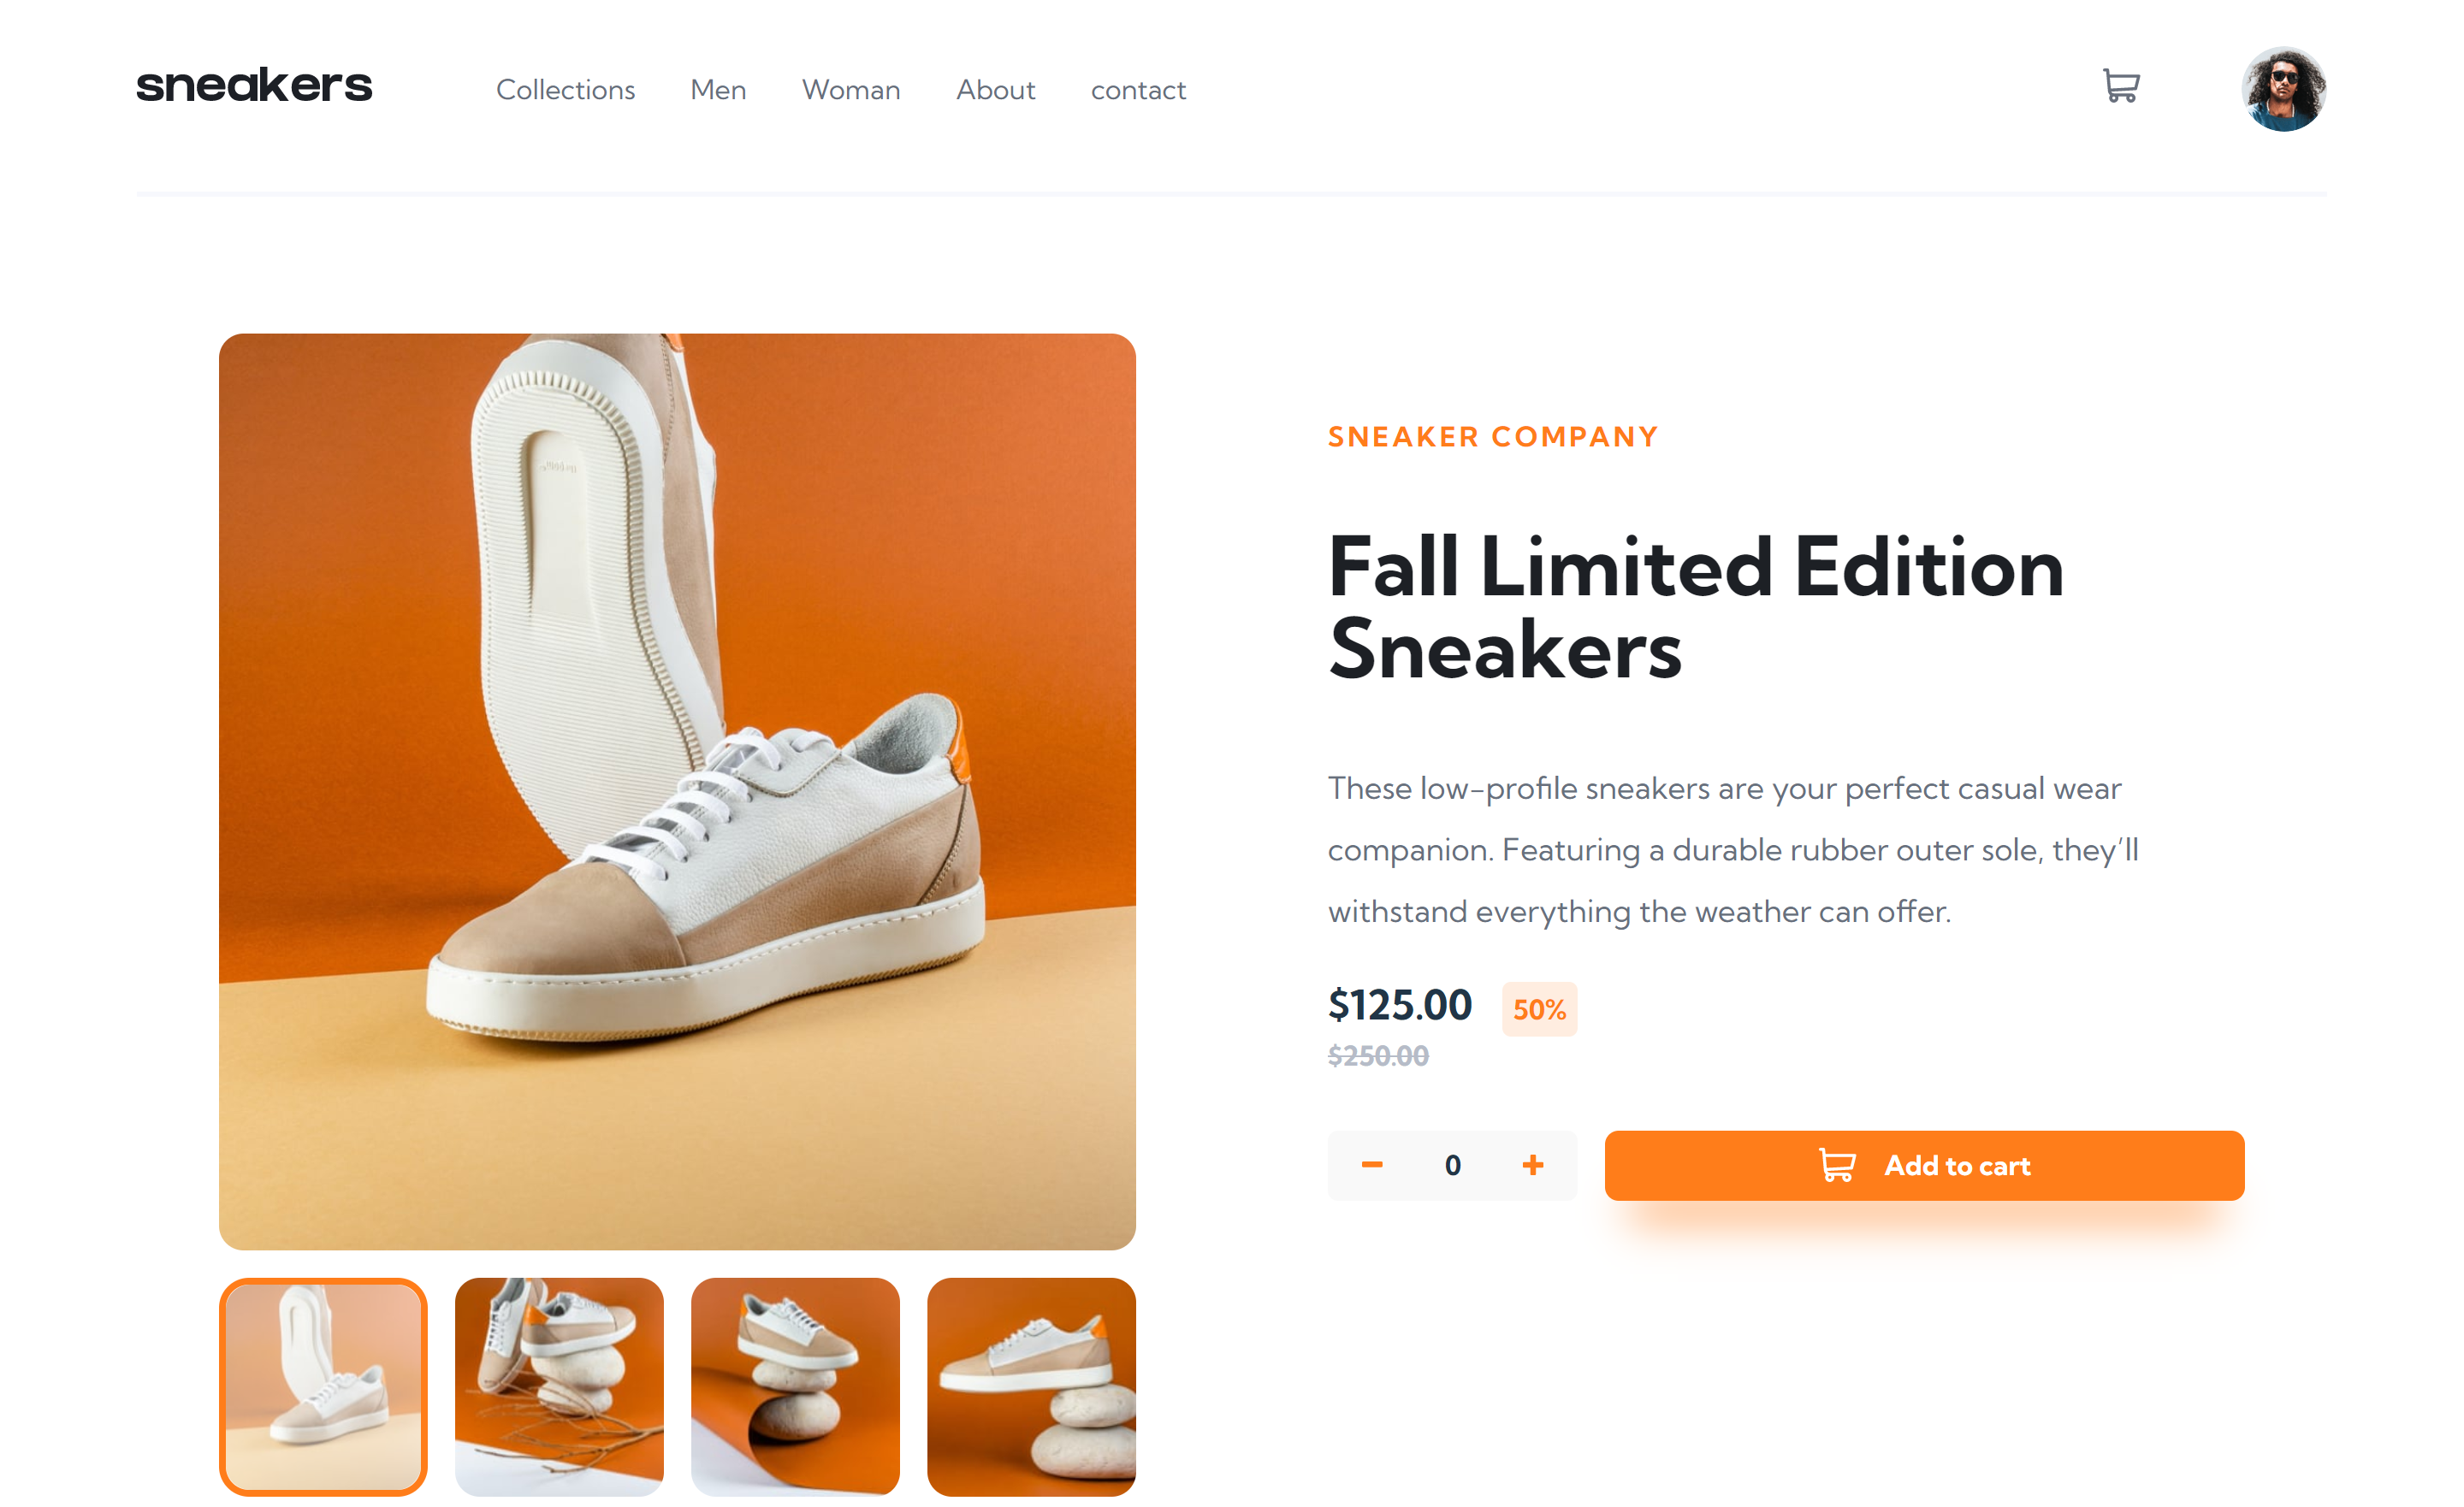 sneakers
Collections Men Woman About contact
SNEAKER COMPANY
Fall Limited Edition
Sneakers
These low-profile sneakers are your perfect casual wear
companion. Featuring a durable rubber outer sole, they’ll
withstand everything the weather can offer.
$125.00 50%
$250.00
− 0 +
Add to cart